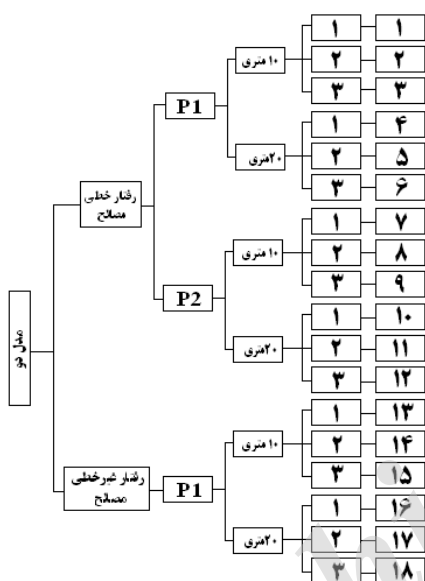 مدل دو
رفتار خطی
مصالح
P1
۱۰ متری
۱ ۱
۲ ۲
۳ ۳
۲۰متری
۱ ۴
۲ ۵
۳ ۶
P2
۱۰ متری
۱ ۷
۲ ۸
۳ ۹
۲۰متری
۱ ۱۰
۲ ۱۱
۳ ۱۲
رفتار غیرخطی
مصالح
P1
۱۰ متری
۱ ۱۳
۲ ۱۴
۳ ۱۵
۲۰متری
۱ ۱۶
۲ ۱۷
۳ ۱۸